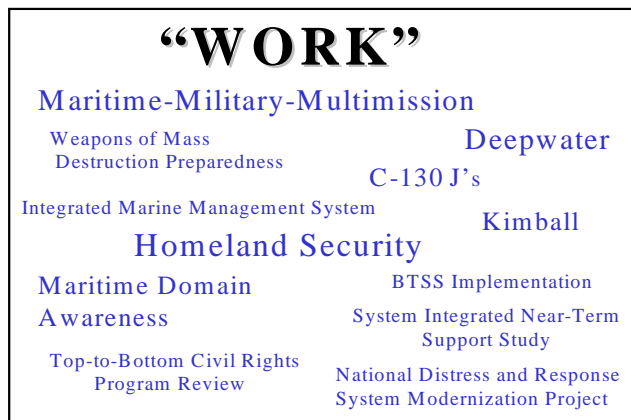 “WORK”
Maritime-Military-Multimission
Weapons of Mass
Destruction Preparedness
Deepwater
C-130 J’s
Integrated Marine Management System
Kimball
Homeland Security
Maritime Domain
Awareness
BTSS Implementation
System Integrated Near-Term
Support Study
Top-to-Bottom Civil Rights
Program Review
National Distress and Response
System Modernization Project